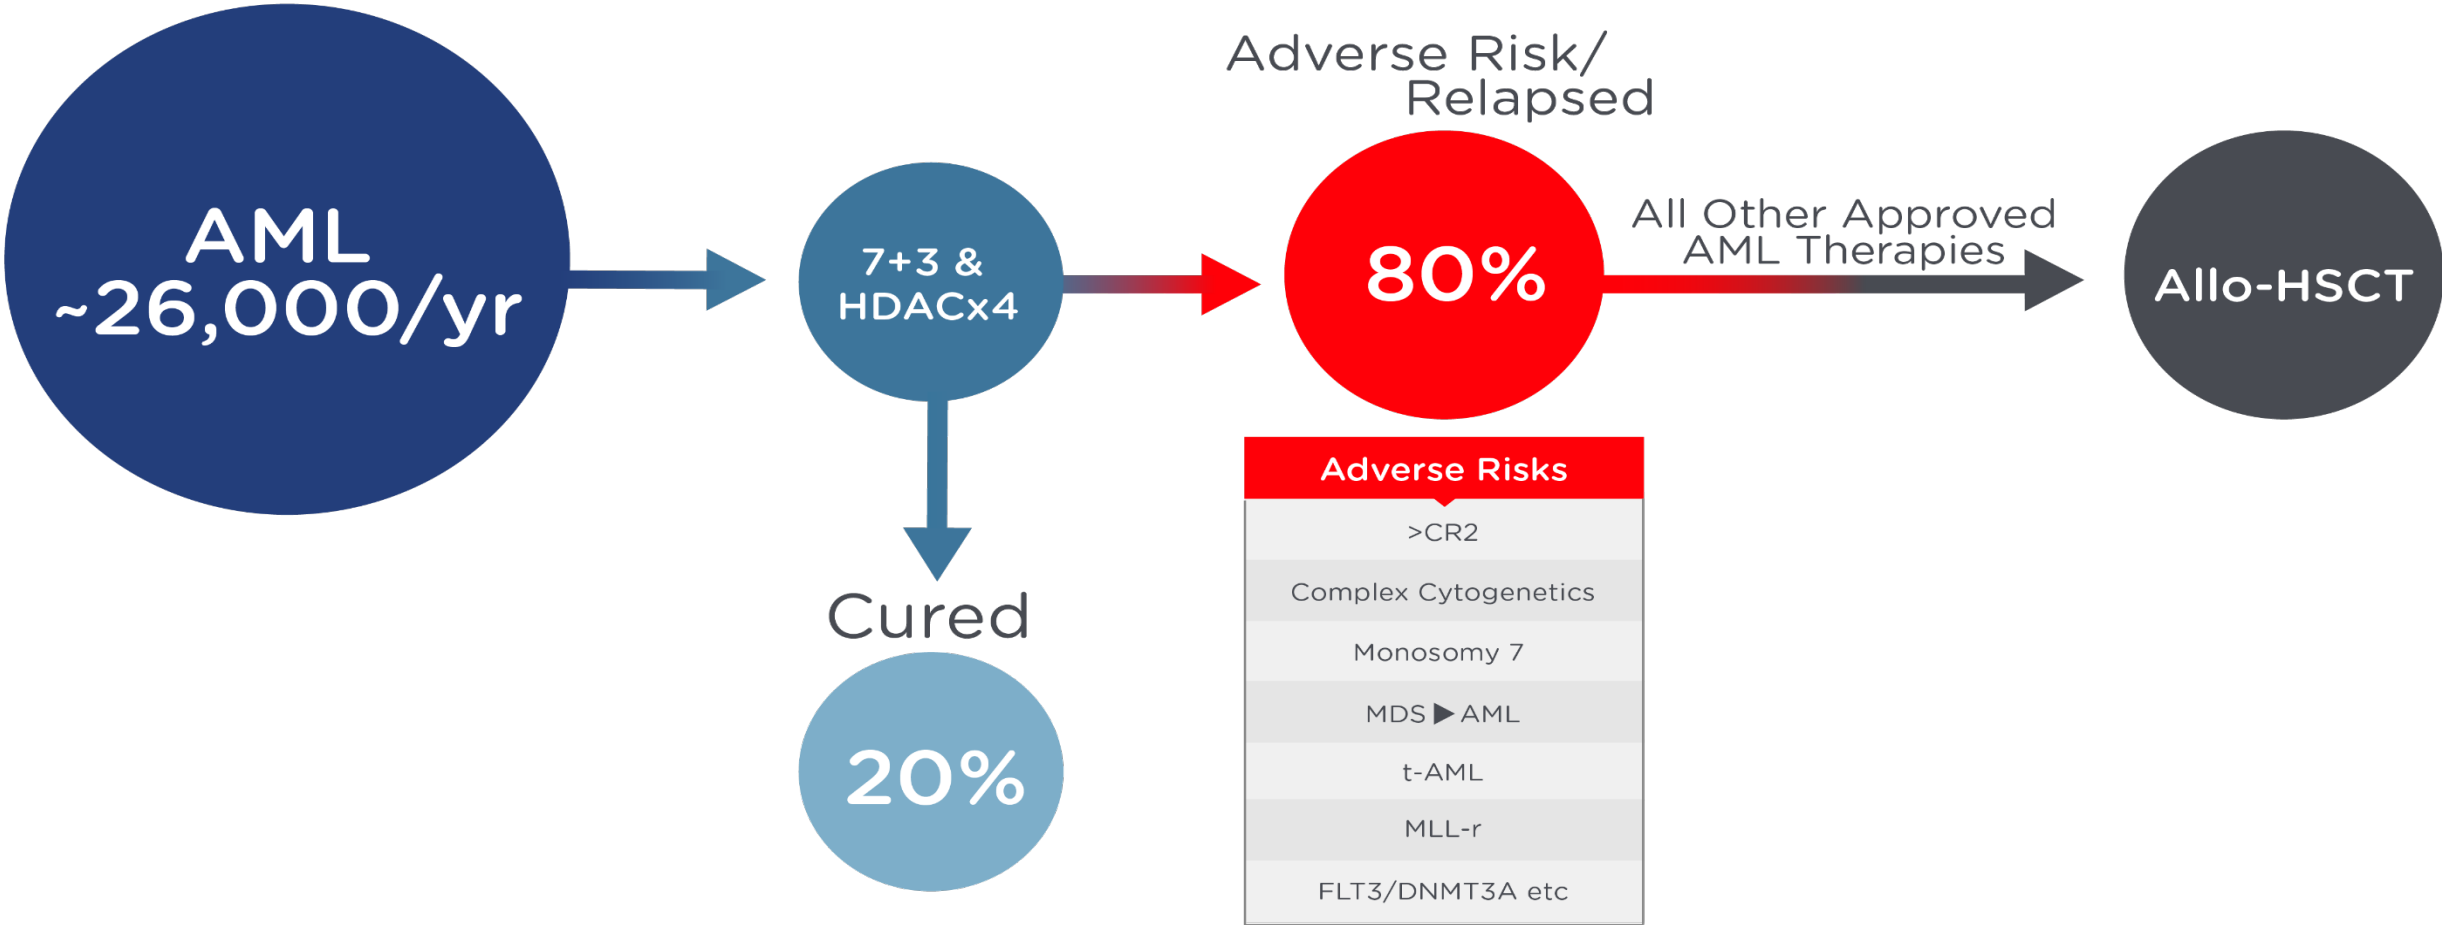 AML
~26,000/yr
7+3 &
HDACx4
Cured
20%
Adverse Risk/
Relapsed
80%
Adverse Risks
>CR2
Complex Cytogenetics
Monosomy 7
MDS ▶ AML
t-AML
MLL-r
FLT3/DNMT3A etc
All Other Approved
AML Therapies
Allo-HSCT